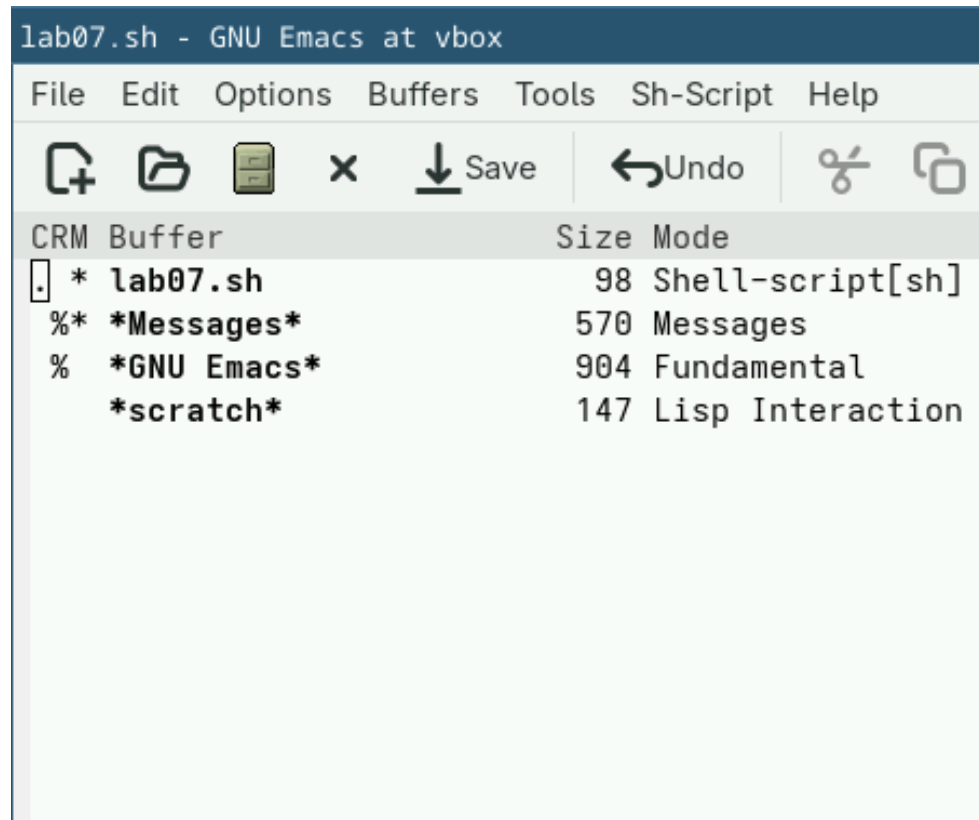 lab07.sh - GNU Emacs at vbox
File Edit Options Buffers Tools Sh-Script Help
Save Undo
CRM Buffer Size Mode
. * lab07.sh 98 Shell-script[sh]
%* *Messages* 570 Messages
% *GNU Emacs* 904 Fundamental
*scratch* 147 Lisp Interaction